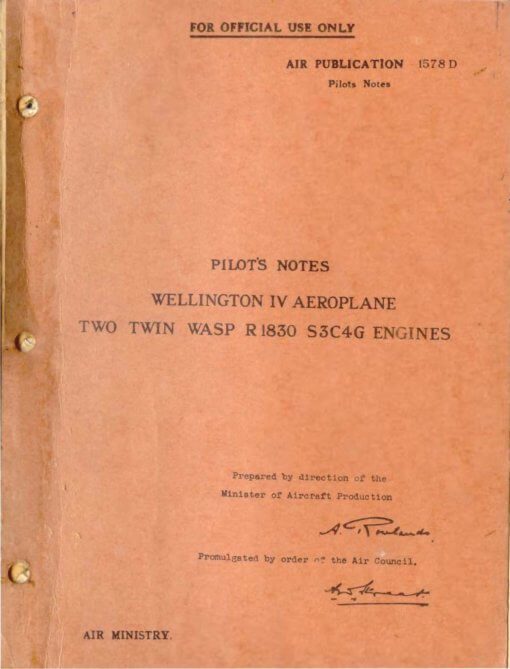 FOR OFFICIAL USE ONLY
AIR PUBLICATION 1578 D
Pilots Notes
PILOT'S NOTES
WELLINGTON IV AEROPLANE
TWO TWIN WASP R1830 S3C4G ENGINES
Prepared by direction of the
Minister of Aircraft Production
A. Rowlands.
Promulgated by order of the Air Council.
AIR MINISTRY.